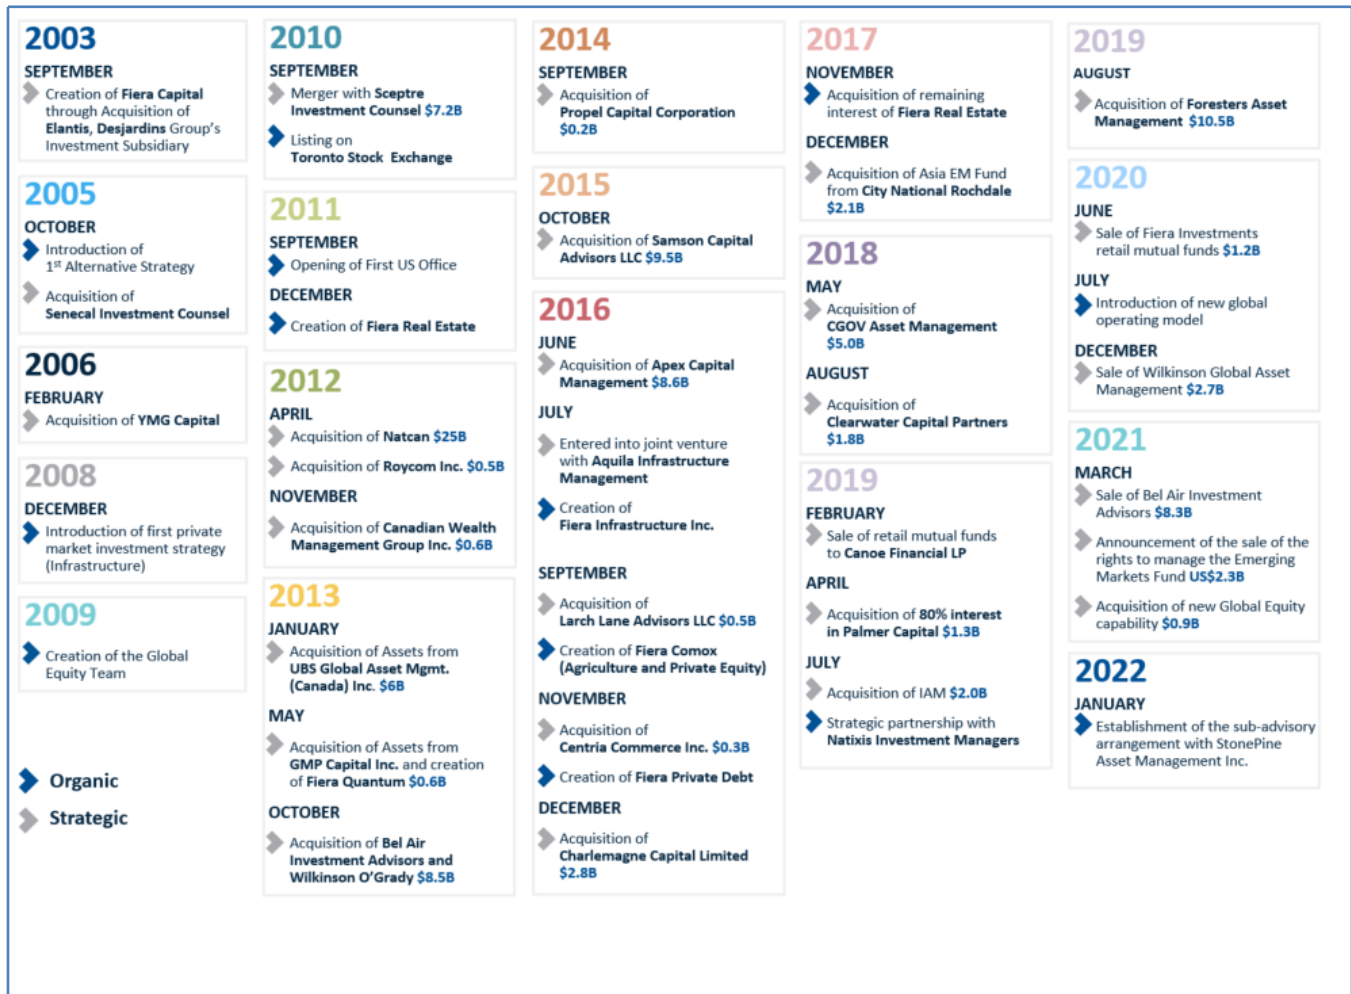 2003
SEPTEMBER
Creation of Fiera Capital
through Acquisition of
Elantis, Desjardins Group's
Investment Subsidiary
2005
OCTOBER
Introduction of
1st Alternative Strategy
Acquisition of
Senecal Investment Counsel
2006
FEBRUARY
Acquisition of YMG Capital
2008
DECEMBER
Introduction of first private
market investment strategy
(Infrastructure)
2009
Creation of the Global
Equity Team
Organic
Strategic
2010
SEPTEMBER
Merger with Sceptre
Investment Counsel $7.2B
Listing on
Toronto Stock Exchange
2011
SEPTEMBER
Opening of First US Office
DECEMBER
Creation of Fiera Real Estate
2012
APRIL
Acquisition of Natcan $25B
Acquisition of Roycom Inc. $0.5B
NOVEMBER
Acquisition of Canadian Wealth
Management Group Inc. $0.6B
2013
JANUARY
Acquisition of Assets from
UBS Global Asset Mgmt.
(Canada) Inc. $6B
MAY
Acquisition of Assets from
GMP Capital Inc. and creation
of Fiera Quantum $0.6B
OCTOBER
Acquisition of Bel Air
Investment Advisors and
Wilkinson O'Grady $8.5B
2014
SEPTEMBER
Acquisition of
Propel Capital Corporation
$0.2B
2015
OCTOBER
Acquisition of Samson Capital
Advisors LLC $9.5B
2016
JUNE
Acquisition of Apex Capital
Management $8.6B
JULY
Entered into joint venture
with Aquila Infrastructure
Management
Creation of
Fiera Infrastructure Inc.
SEPTEMBER
Acquisition of
Larch Lane Advisors LLC $0.5B
Creation of Fiera Comox
(Agriculture and Private Equity)
NOVEMBER
Acquisition of
Centria Commerce Inc. $0.3B
Creation of Fiera Private Debt
DECEMBER
Acquisition of
Charlemagne Capital Limited
$2.8B
2017
NOVEMBER
Acquisition of remaining
interest of Fiera Real Estate
DECEMBER
Acquisition of Asia EM Fund
from City National Rochdale
$2.1B
2018
MAY
Acquisition of
CGOV Asset Management
$5.0B
AUGUST
Acquisition of
Clearwater Capital Partners
$1.8B
2019
FEBRUARY
Sale of retail mutual funds
to Canoe Financial LP
APRIL
Acquisition of 80% interest
in Palmer Capital $1.3B
JULY
Acquisition of IAM $2.0B
Strategic partnership with
Natixis Investment Managers
2019
AUGUST
Acquisition of Foresters Asset
Management $10.5B
2020
JUNE
Sale of Fiera Investments
retail mutual funds $1.2B
JULY
Introduction of new global
operating model
DECEMBER
Sale of Wilkinson Global Asset
Management $2.7B
2021
MARCH
Sale of Bel Air Investment
Advisors $8.3B
Announcement of the sale of the
rights to manage the Emerging
Markets Fund US$2.3B
Acquisition of new Global Equity
capability $0.9B
2022
JANUARY
Establishment of the sub-advisory
arrangement with StonePine
Asset Management Inc.